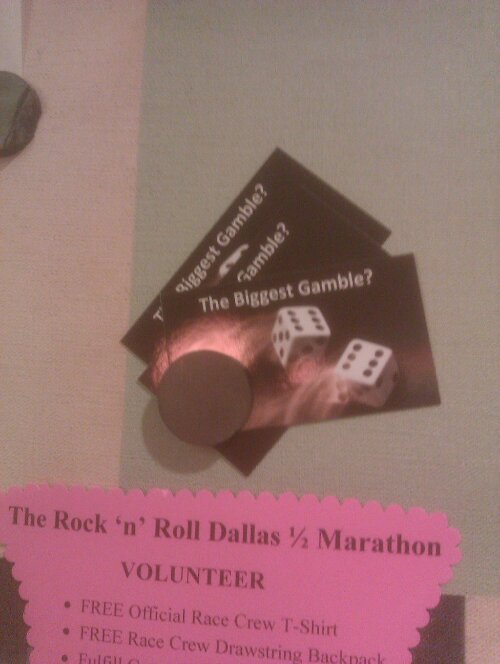 Biggest Gamble?
Gamble?
The Biggest Gamble?
The Rock ‘n’ Roll Dallas ½ Marathon
VOLUNTEER
• FREE Official Race Crew T-Shirt
• FREE Race Crew Drawstring Backpack